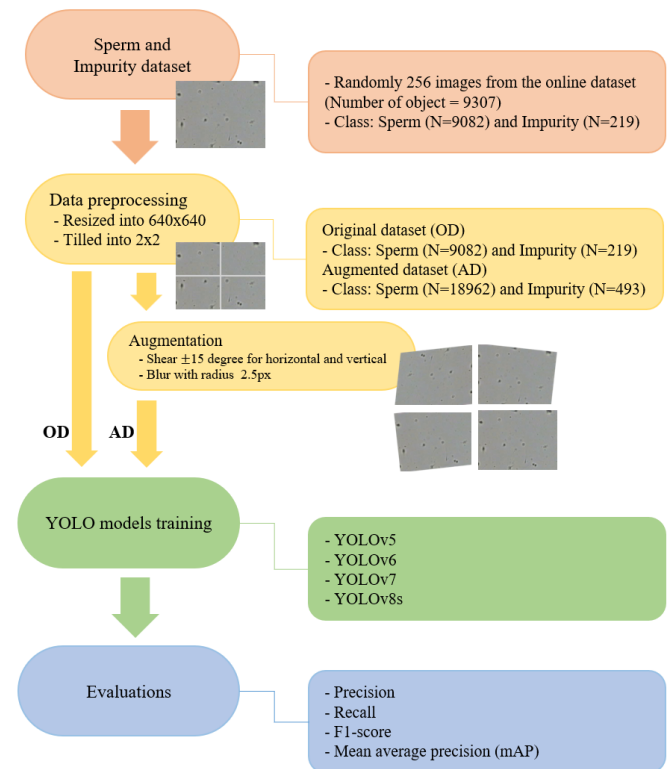 Sperm and
Impurity dataset
- Randomly 256 images from the online dataset
(Number of object = 9307)
- Class: Sperm (N=9082) and Impurity (N=219)
Data preprocessing
- Resized into 640x640
- Tilled into 2x2
Original dataset (OD)
- Class: Sperm (N=9082) and Impurity (N=219)
Augmented dataset (AD)
- Class: Sperm (N=18962) and Impurity (N=493)
Augmentation
- Shear ±15 degree for horizontal and vertical
- Blur with radius 2.5px
OD
AD
YOLO models training
- YOLOv5
- YOLOv6
- YOLOv7
- YOLOv8s
Evaluations
- Precision
- Recall
- F1-score
- Mean average precision (mAP)